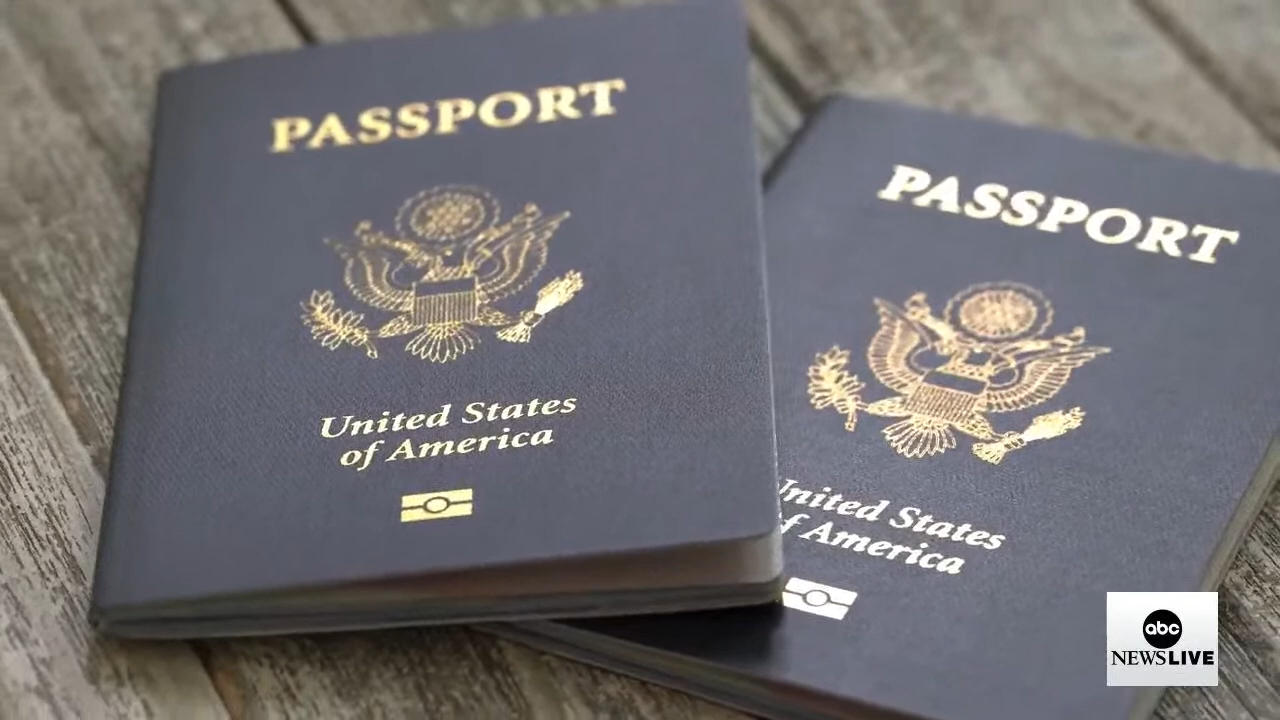 PASSPORT
United States
of America
PASSPORT
United States
of America
abc
NEWSLIVE